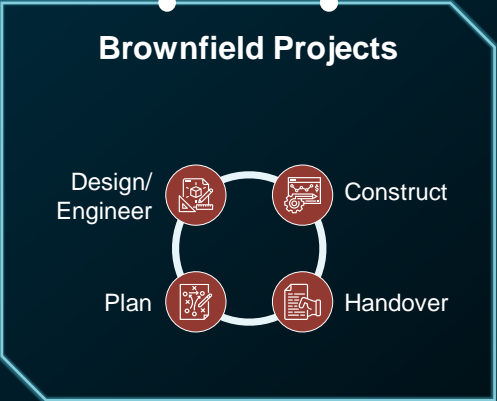 Brownfield Projects
Design/
Engineer
Construct
Plan
Handover